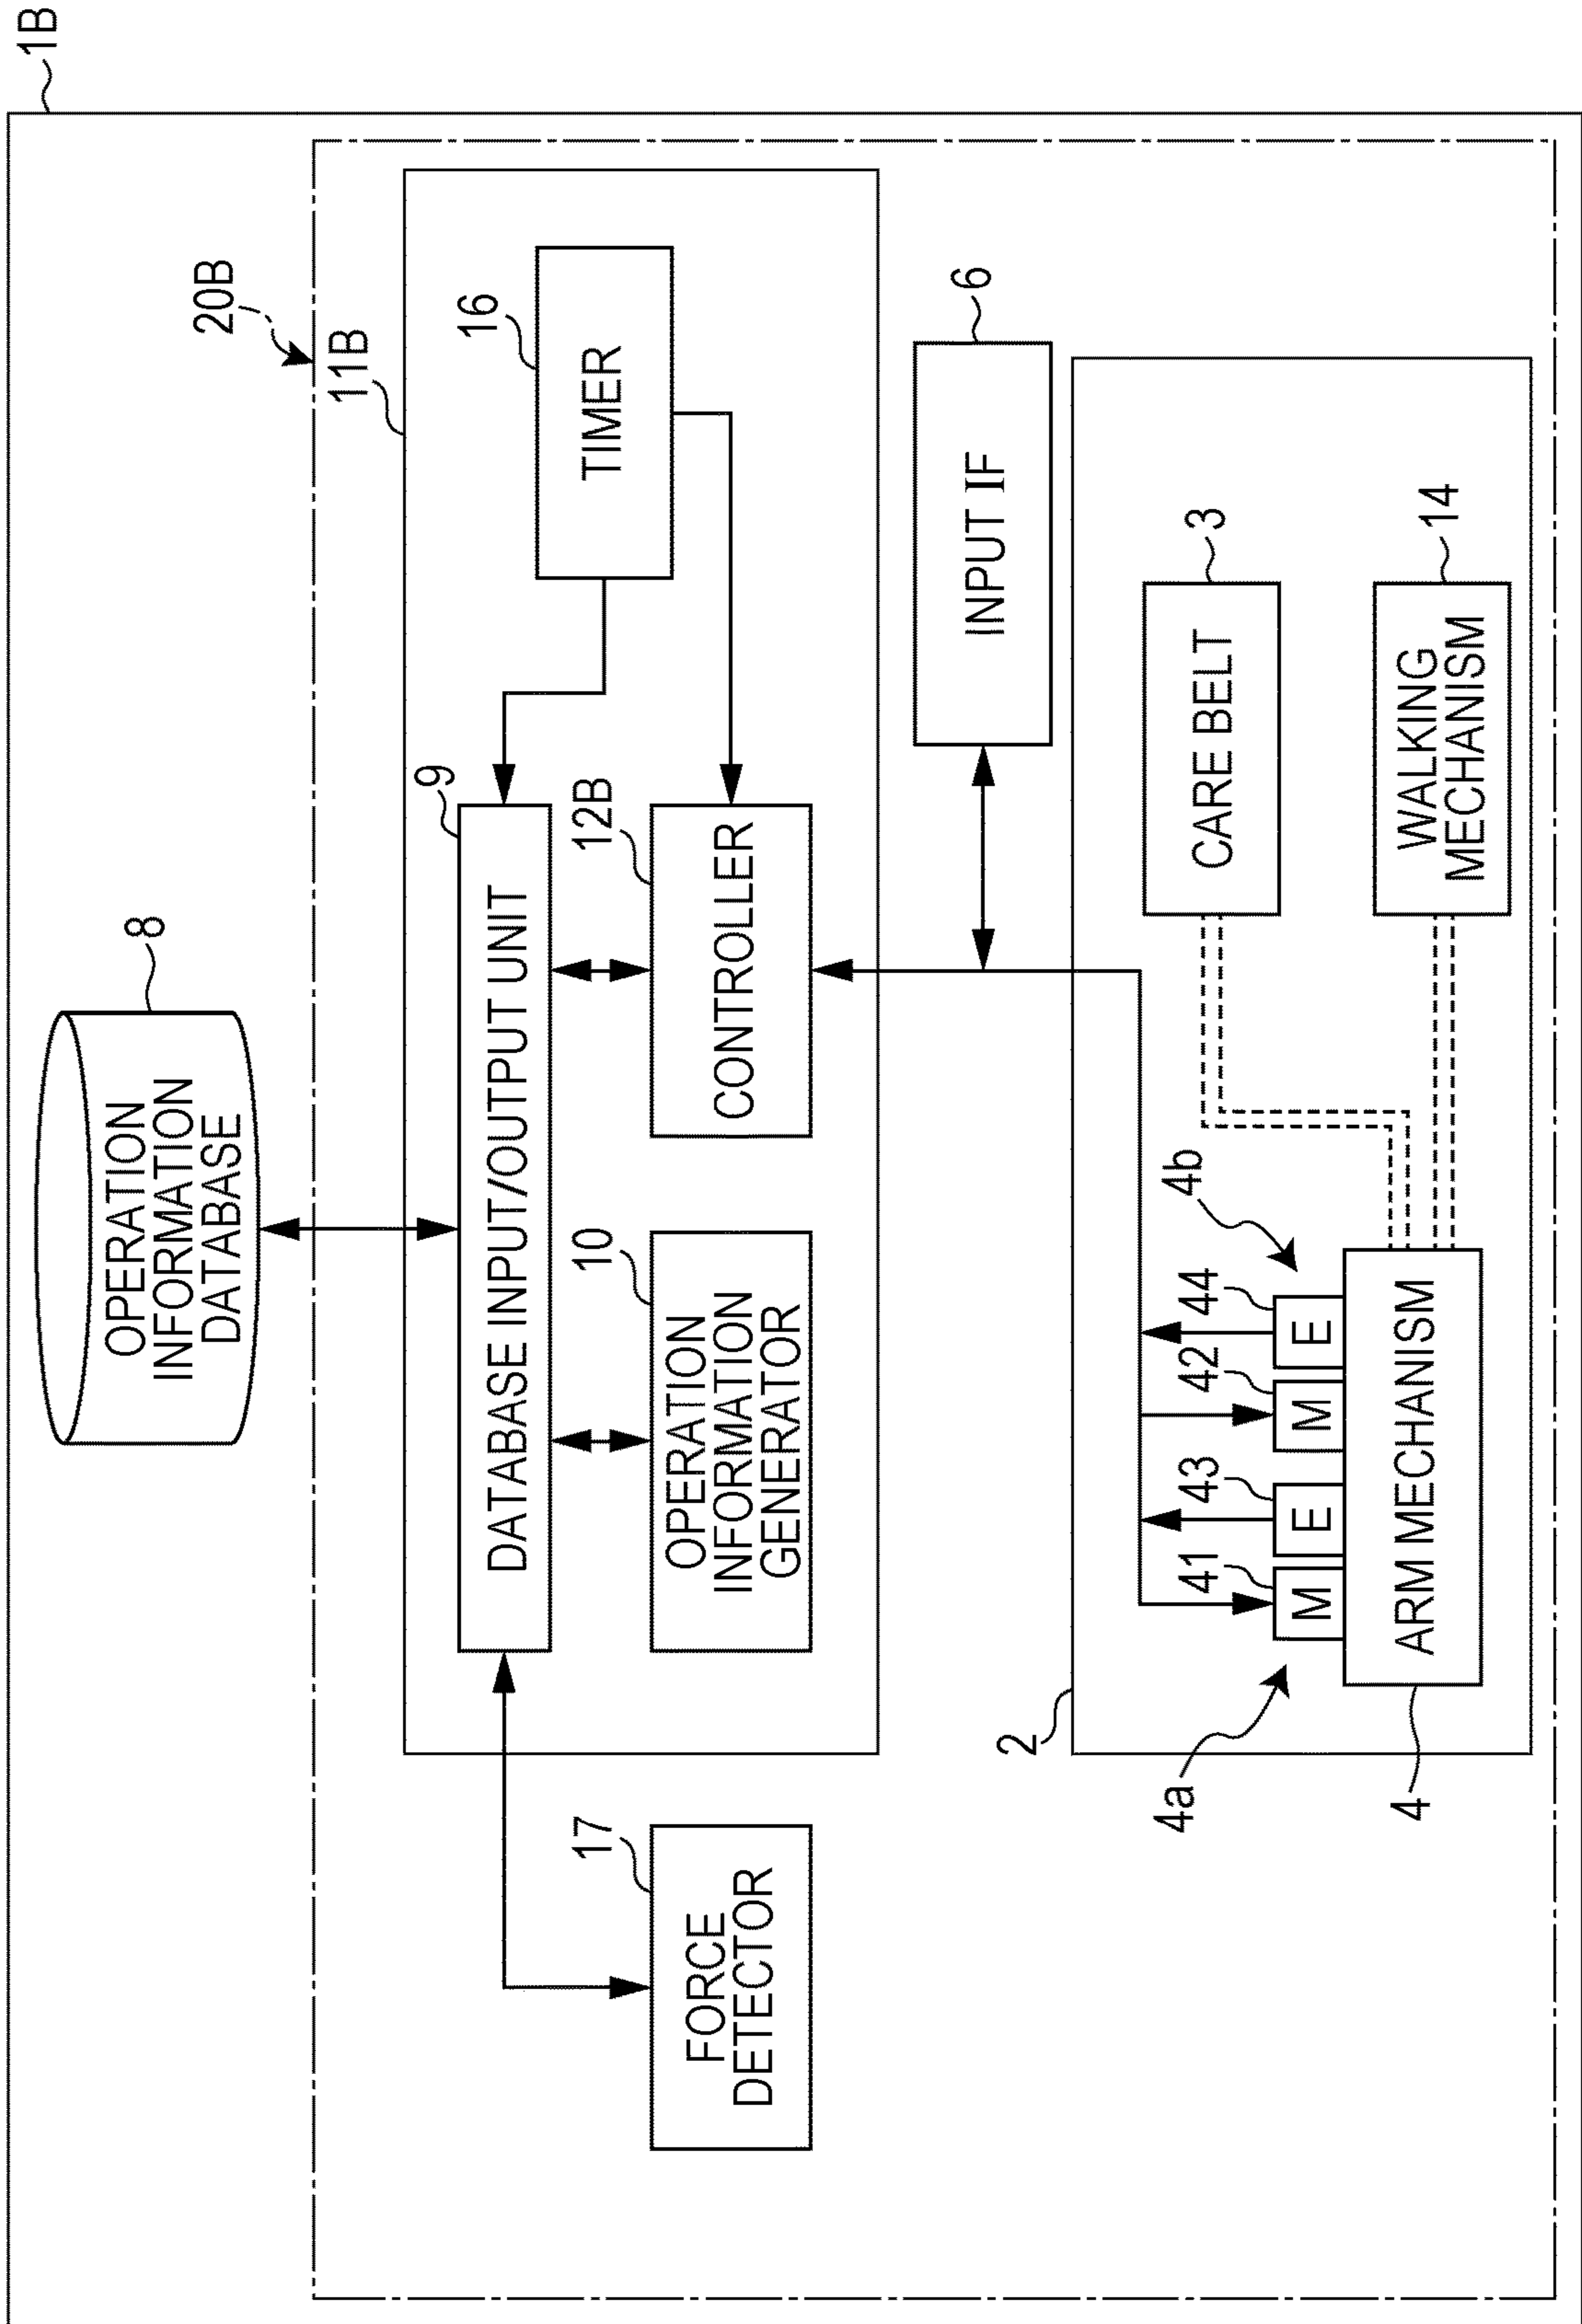 1B
8
OPERATION
INFORMATION
DATABASE
20B
11B
9
DATABASE INPUT/OUTPUT UNIT
16
TIMER
17
FORCE
DETECTOR
10
OPERATION
INFORMATION
GENERATOR
12B
CONTROLLER
6
INPUT IF
2
4a
41
M
43
E
42
M
44
E
4b
4
ARM MECHANISM
3
CARE BELT
14
WALKING
MECHANISM